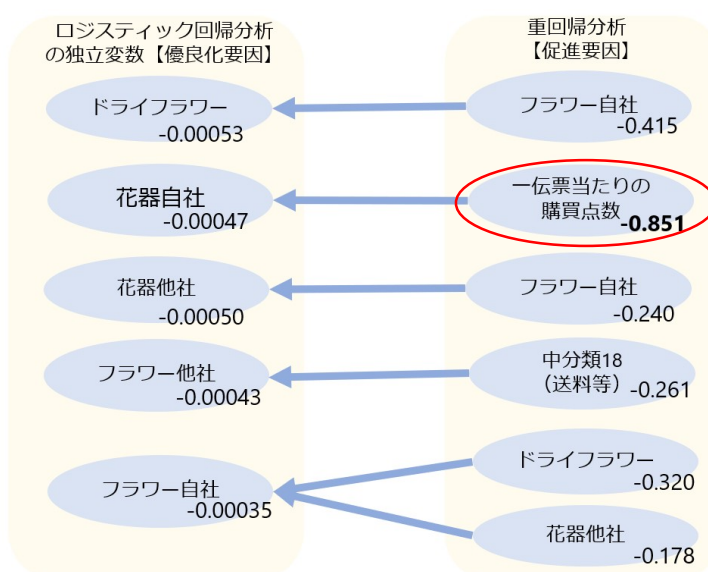 ロジスティック回帰分析
の独立変数【優良化要因】
ドライフラワー
-0.00053
花器自社
-0.00047
花器他社
-0.00050
フラワー他社
-0.00043
フラワー自社
-0.00035
重回帰分析
【促進要因】
フラワー自社
-0.415
一伝票当たりの
購買点数
-0.851
フラワー自社
-0.240
中分類18
(送料等)
-0.261
ドライフラワー
-0.320
花器他社
-0.178